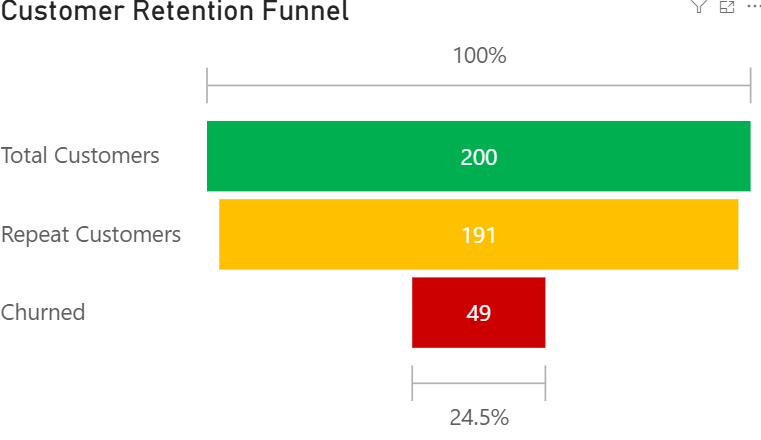 Customer Retention Funnel
100%
Total Customers
200
Repeat Customers
191
Churned
49
24.5%